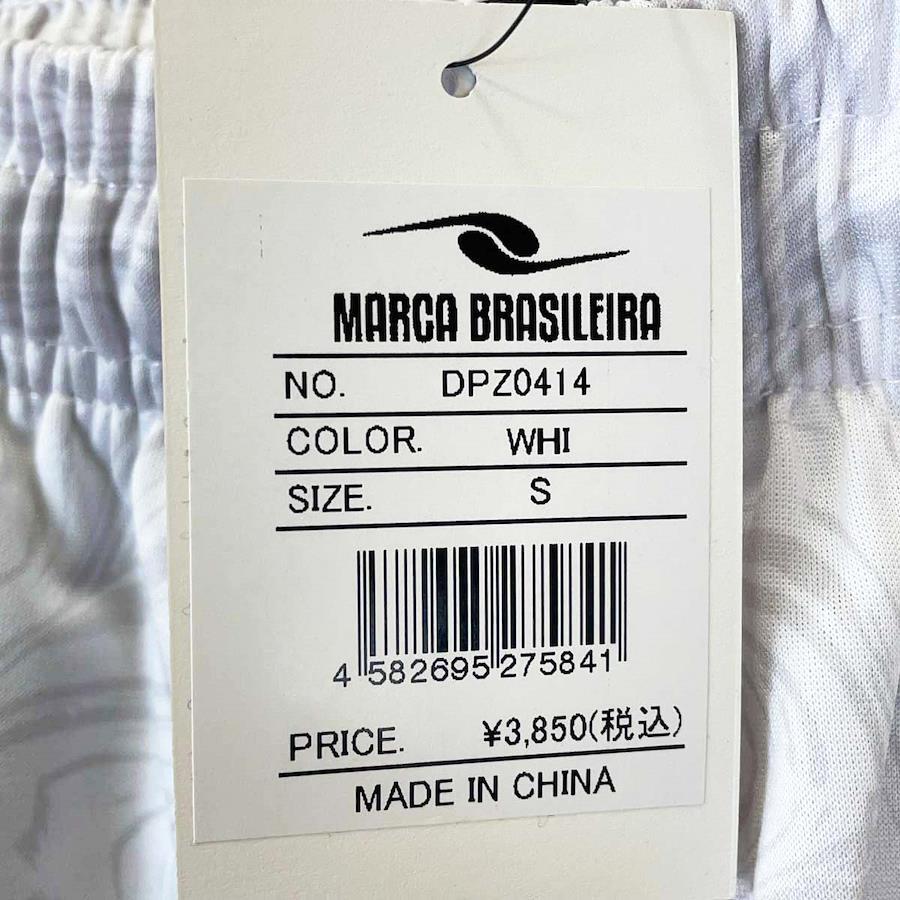 MARCA BRASILEIRA
NO. DPZ0414
COLOR. WHI
SIZE. S
4 582695 275841
PRICE. ¥3,850(税込)
MADE IN CHINA